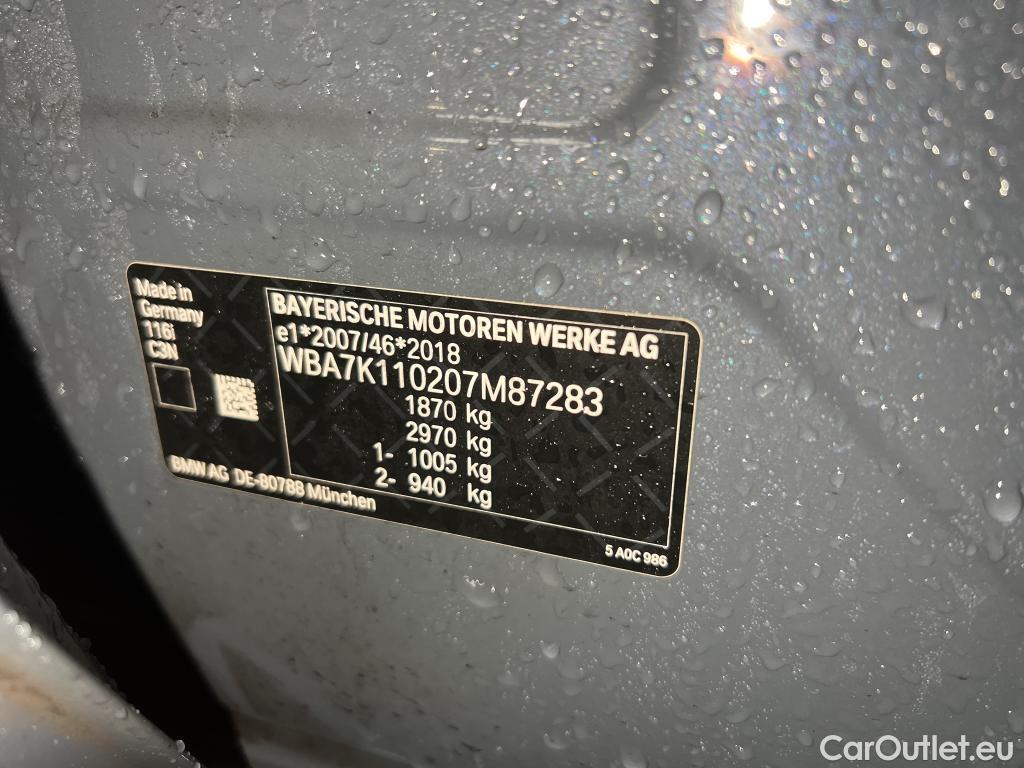 Made in
Germany
116i
C3N
BAYERISCHE MOTOREN WERKE AG
e1*2007/46*2018
WBA7K110207M87283
1870 kg
2970 kg
1- 1005 kg
2- 940 kg
BMW AG DE-80788 München
5 A0C 986
CarOutlet.eu